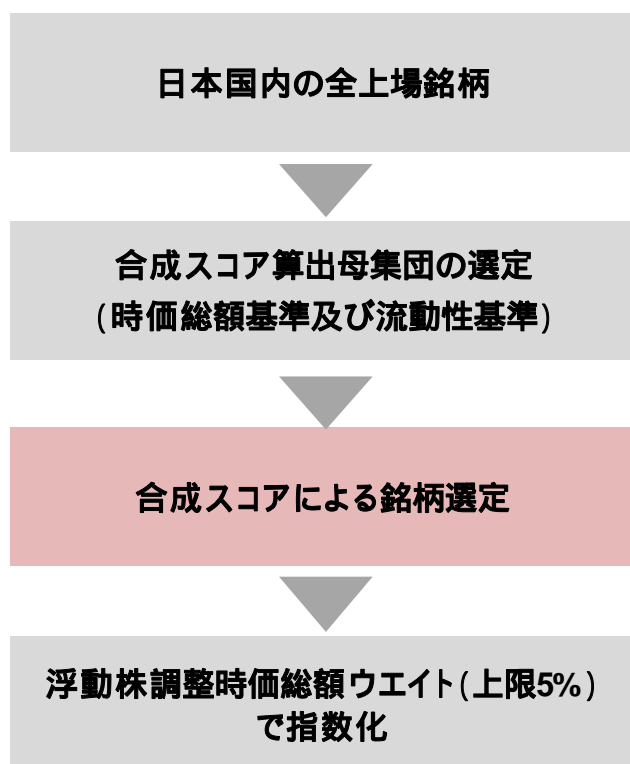 日本国内の全上場銘柄
合成スコア算出母集団の選定
(時価総額基準及び流動性基準)
合成スコアによる銘柄選定
浮動株調整時価総額ウエイト(上限5%)
で指数化